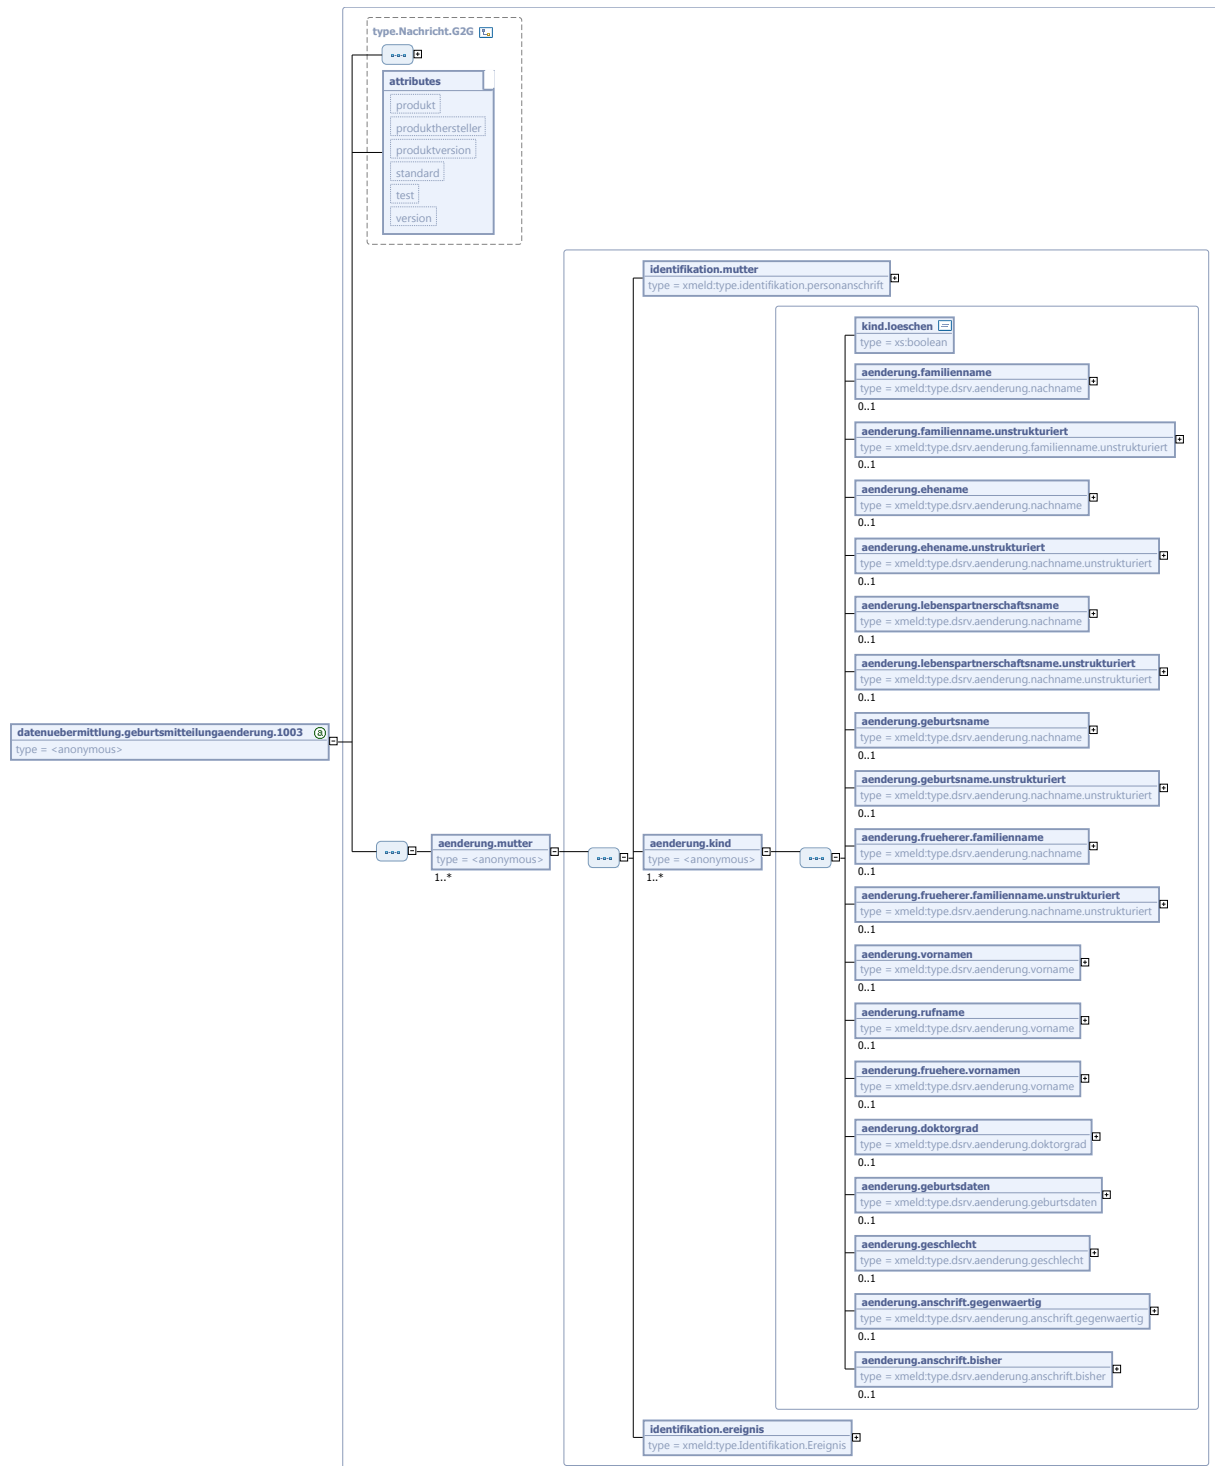 type.Nachricht.G2G
attributes
produkt
produkthersteller
produktversion
standard
test
version
identifikation.mutter
type = xmeld:type.identifikation.personanschrift
kind.loeschen
type = xs:boolean
aenderung.familienname
type = xmeld:type.dsrv.aenderung.nachname
0..1
aenderung.familienname.unstrukturiert
type = xmeld:type.dsrv.aenderung.familienname.unstrukturiert
0..1
aenderung.ehename
type = xmeld:type.dsrv.aenderung.nachname
0..1
aenderung.ehename.unstrukturiert
type = xmeld:type.dsrv.aenderung.nachname.unstrukturiert
0..1
aenderung.lebenspartnerschaftsname
type = xmeld:type.dsrv.aenderung.nachname
0..1
aenderung.lebenspartnerschaftsname.unstrukturiert
type = xmeld:type.dsrv.aenderung.nachname.unstrukturiert
0..1
aenderung.geburtsname
type = xmeld:type.dsrv.aenderung.nachname
0..1
datenuebermittlung.geburtsmitteilungaenderung.1003 a
type = <anonymous>
aenderung.geburtsname.unstrukturiert
type = xmeld:type.dsrv.aenderung.nachname.unstrukturiert
0..1
aenderung.mutter
type = <anonymous>
1..*
aenderung.kind
type = <anonymous>
1..*
aenderung.frueherer.familienname
type = xmeld:type.dsrv.aenderung.nachname
0..1
aenderung.frueherer.familienname.unstrukturiert
type = xmeld:type.dsrv.aenderung.nachname.unstrukturiert
0..1
aenderung.vornamen
type = xmeld:type.dsrv.aenderung.vorname
0..1
aenderung.rufname
type = xmeld:type.dsrv.aenderung.vorname
0..1
aenderung.fruehere.vornamen
type = xmeld:type.dsrv.aenderung.vorname
0..1
aenderung.doktorgrad
type = xmeld:type.dsrv.aenderung.doktorgrad
0..1
aenderung.geburtsdaten
type = xmeld:type.dsrv.aenderung.geburtsdaten
0..1
aenderung.geschlecht
type = xmeld:type.dsrv.aenderung.geschlecht
0..1
aenderung.anschrift.gegenwaertig
type = xmeld:type.dsrv.aenderung.anschrift.gegenwaertig
0..1
aenderung.anschrift.bisher
type = xmeld:type.dsrv.aenderung.anschrift.bisher
0..1
identifikation.ereignis
type = xmeld:type.Identifikation.Ereignis